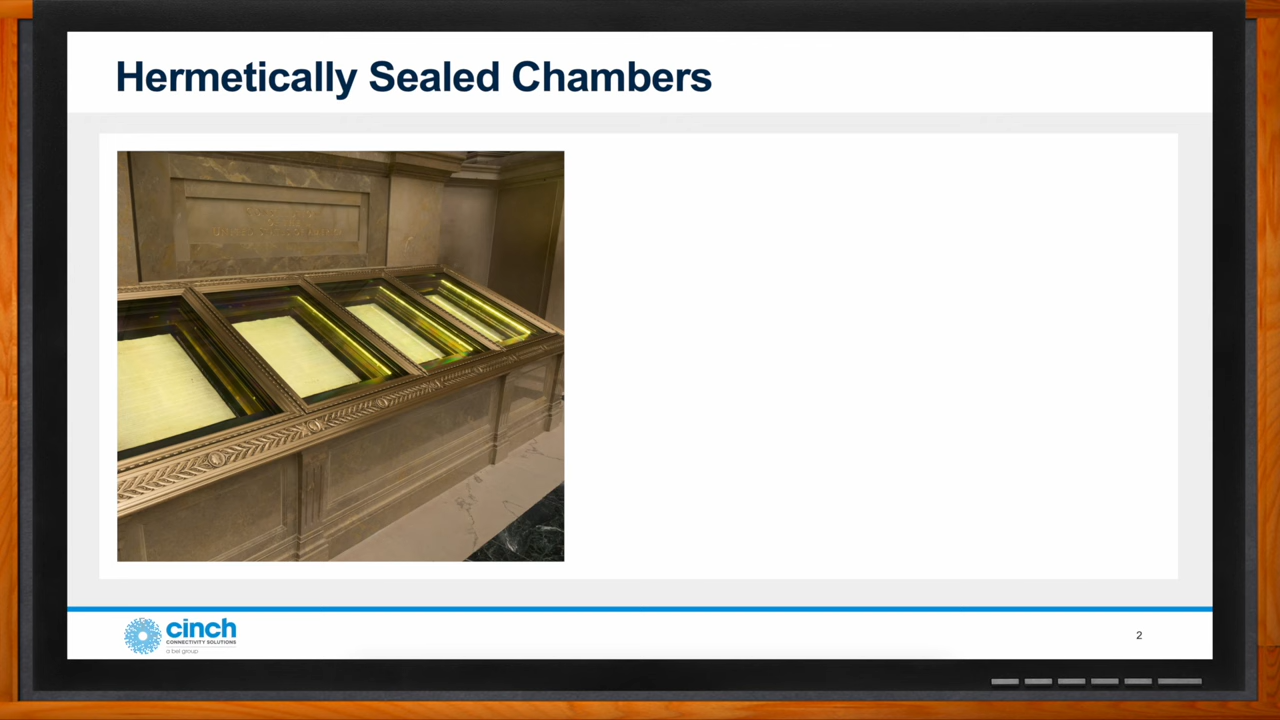 Hermetically Sealed Chambers
cinch
CONNECTIVITY SOLUTIONS
a bel group
2